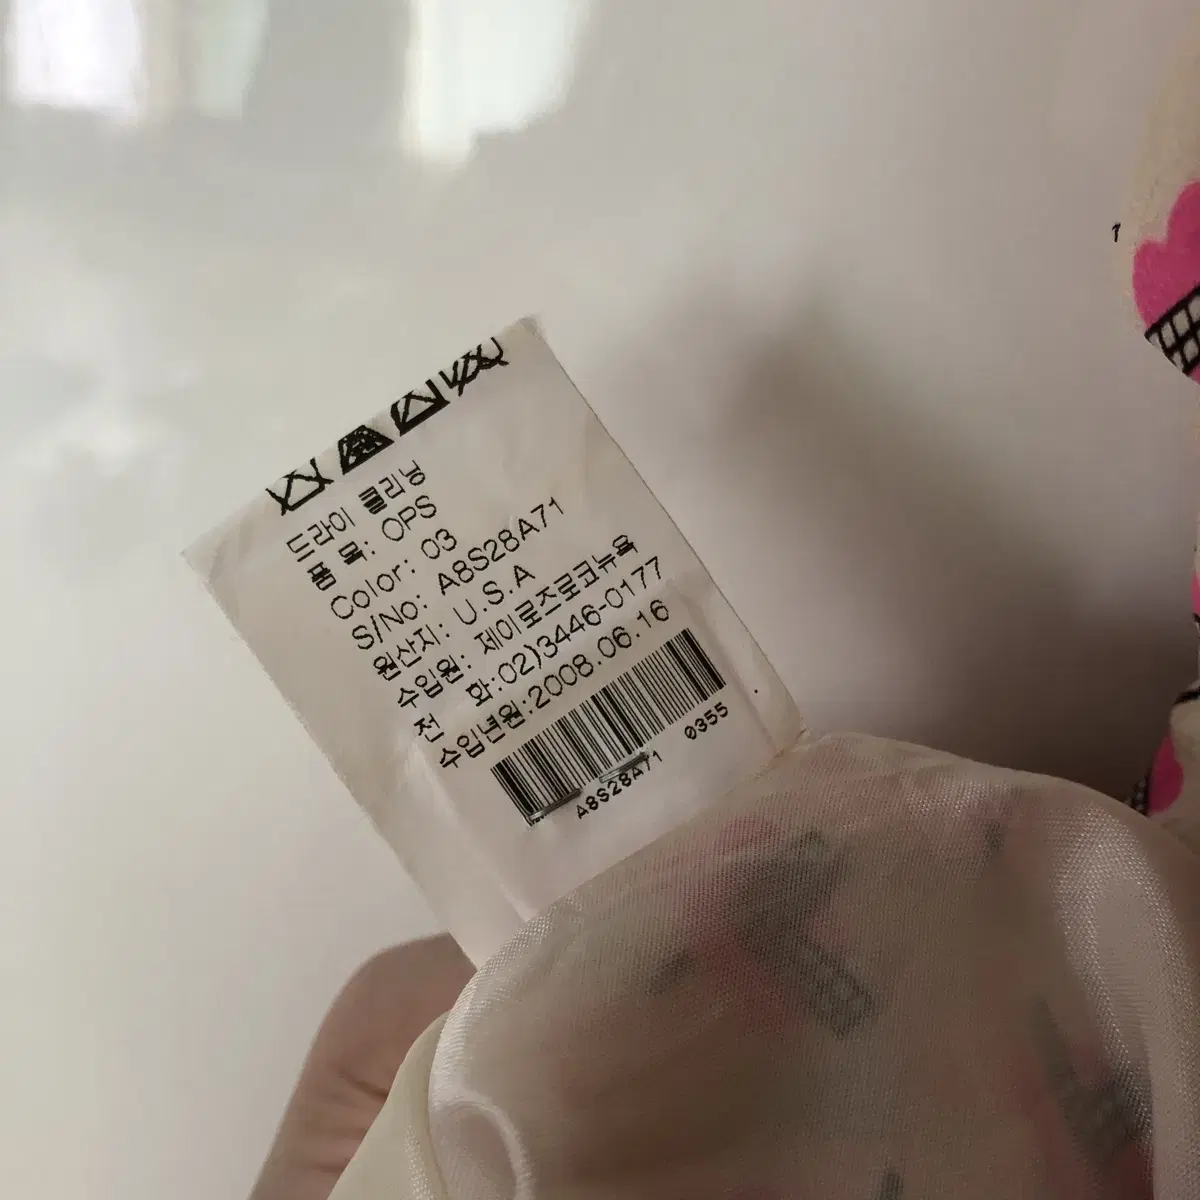 드라이 클리닝
품 목: OPS
Color: 03
S/No: A8S28A71
원산지: U.S.A
수입원: 제이로즈로코뉴욕
전 화:02)3446-0177
수입년원:2008.06.16
A8S28A71 0355